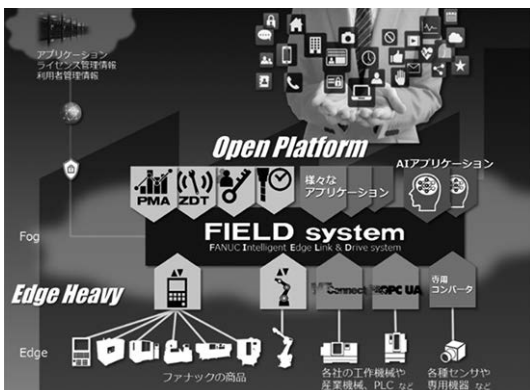 アプリケーション
ライセンス管理情報
利用者管理情報
Open Platform
AIアプリケーション
様々な
アプリケーション
PMA
ZDT
Fog
FIELD system
FANUC Intelligent Edge Link & Drive system
Edge Heavy
MTConnect
OPC UA
専用
コンバータ
Edge
ファナックの商品
各社の工作機械や
産業機械、PLC など
各種センサや
専用機器 など